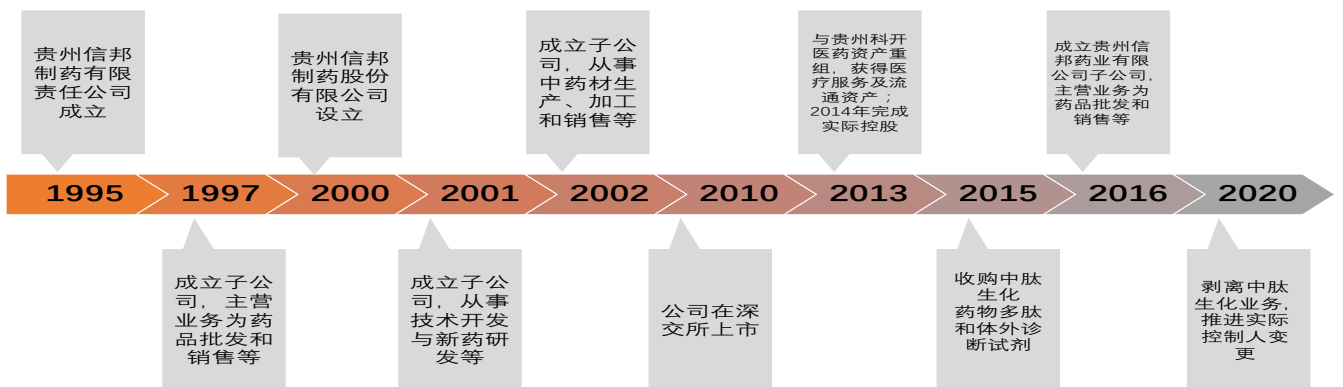 贵州信邦
制药有限
责任公司
成立
贵州信邦
制药股份
有限公司
设立
成立子公
司，从事
中药材生
产、加工
和销售等
与贵州科开
医药资产重
组，获得医
疗服务及流
通资产；
2014年完成
实际控股
成立贵州信
邦药业有限
公司子公司，
主营业务为
药品批发和
销售等
1995
1997
2000
2001
2002
2010
2013
2015
2016
2020
成立子公
司，主营
业务为药
品批发和
销售等
成立子公
司，从事
技术开发
与新药研
发等
公司在深
交所上市
收购中肽
生化
药物多肽
和体外诊
断试剂
剥离中肽
生化业务，
推进实际
控制人变
更